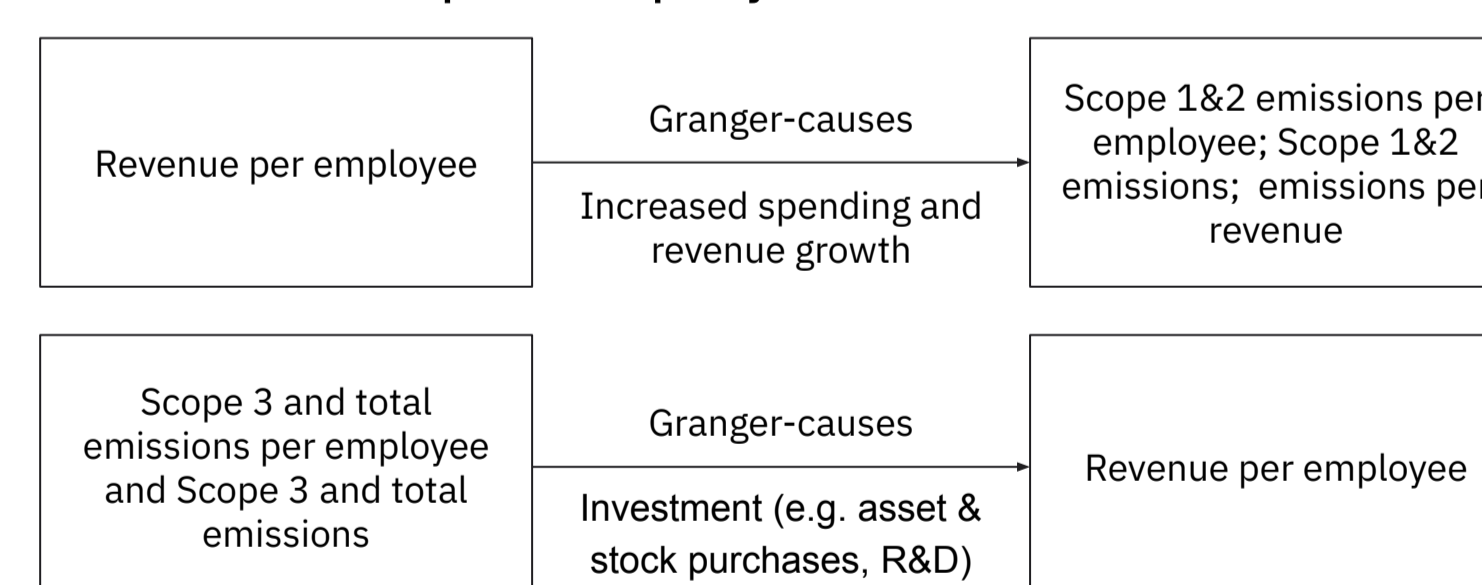 Revenue per employee
Granger-causes
Increased spending and
revenue growth
Scope 1&2 emissions per
employee; Scope 1&2
emissions; emissions per
revenue
Scope 3 and total
emissions per employee
and Scope 3 and total
emissions
Granger-causes
Investment (e.g. asset &
stock purchases, R&D)
Revenue per employee